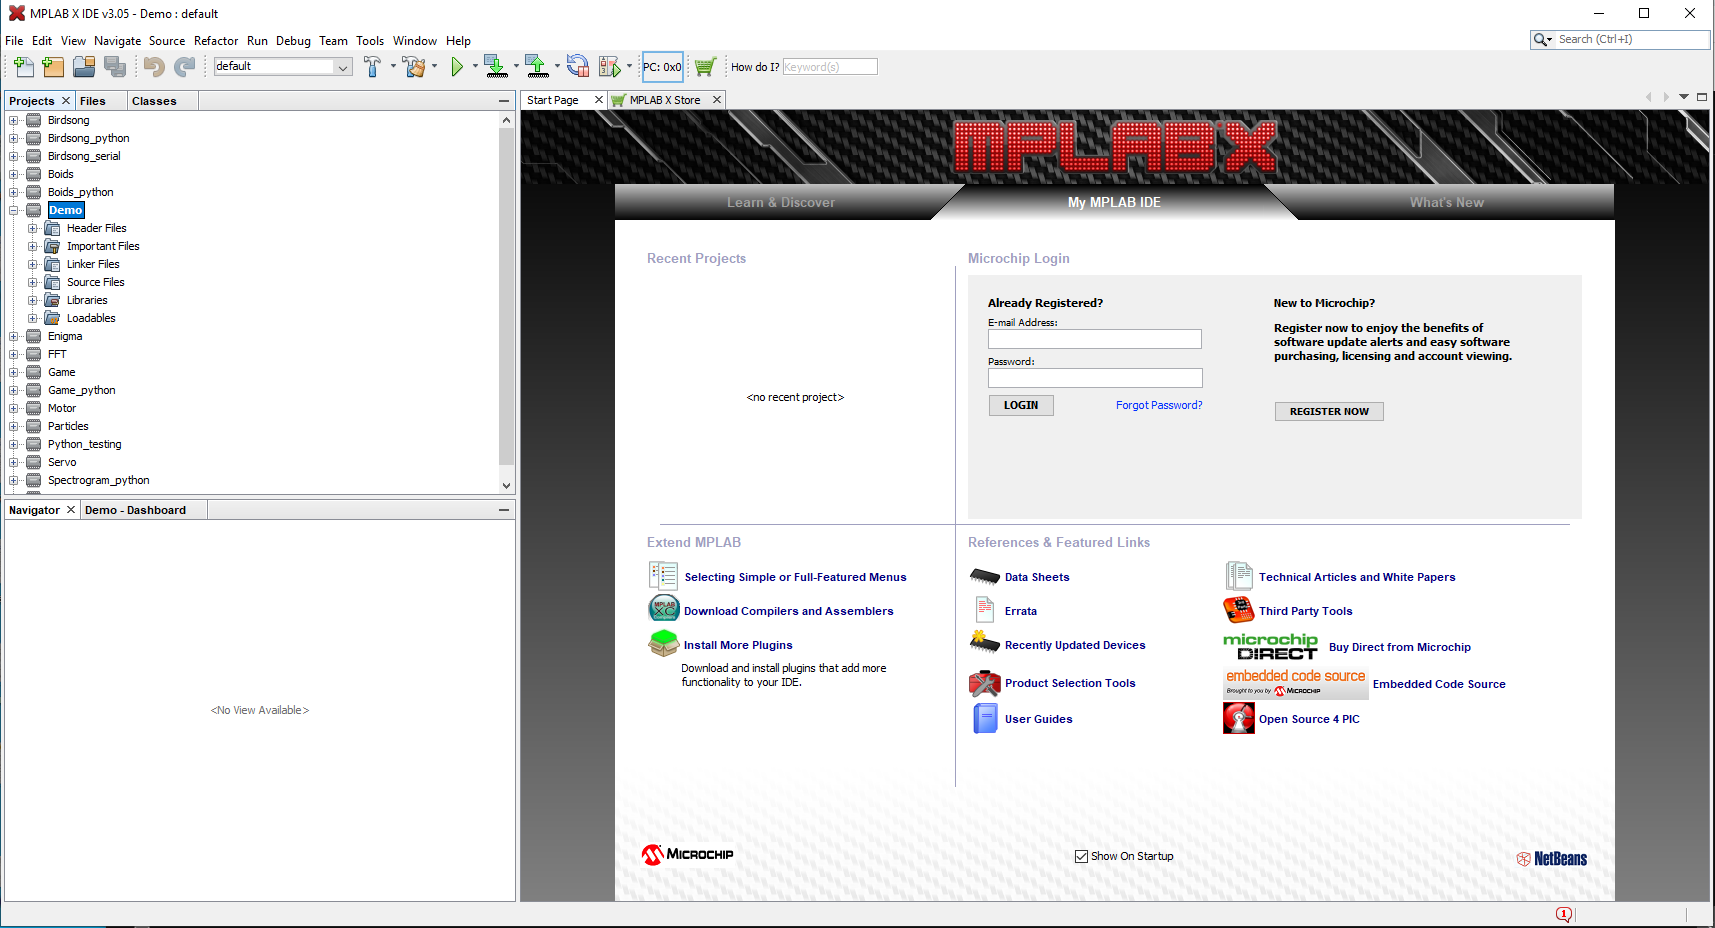 MPLAB X IDE v3.05 - Demo : default
File Edit View Navigate Source Refactor Run Debug Team Tools Window Help
Search (Ctrl+I)
default
PC: 0x0
How do I?
Keyword(s)
Projects Files Classes
Birdsong
Birdsong_python
Birdsong_serial
Boids
Boids_python
Demo
Header Files
Important Files
Linker Files
Source Files
Libraries
Loadables
Enigma
FFT
Game
Game_python
Motor
Particles
Python_testing
Servo
Spectrogram_python
Navigator Demo - Dashboard
<No View Available>
Start Page MPLAB X Store
MPLAB X
Learn & Discover
My MPLAB IDE
What's New
Recent Projects
<no recent project>
Microchip Login
Already Registered?
E-mail Address:
Password:
LOGIN
Forgot Password?
New to Microchip?
Register now to enjoy the benefits of
software update alerts and easy software
purchasing, licensing and account viewing.
REGISTER NOW
Extend MPLAB
Selecting Simple or Full-Featured Menus
MPLAB
XC
Download Compilers and Assemblers
Install More Plugins
Download and install plugins that add more
functionality to your IDE.
References & Featured Links
Data Sheets
Errata
Recently Updated Devices
Product Selection Tools
User Guides
Technical Articles and White Papers
Third Party Tools
microchip
DIRECT
Buy Direct from Microchip
embedded code source
Brought to you by MICROCHIP
Embedded Code Source
Open Source 4 PIC
MICROCHIP
Show On Startup
NetBeans
1